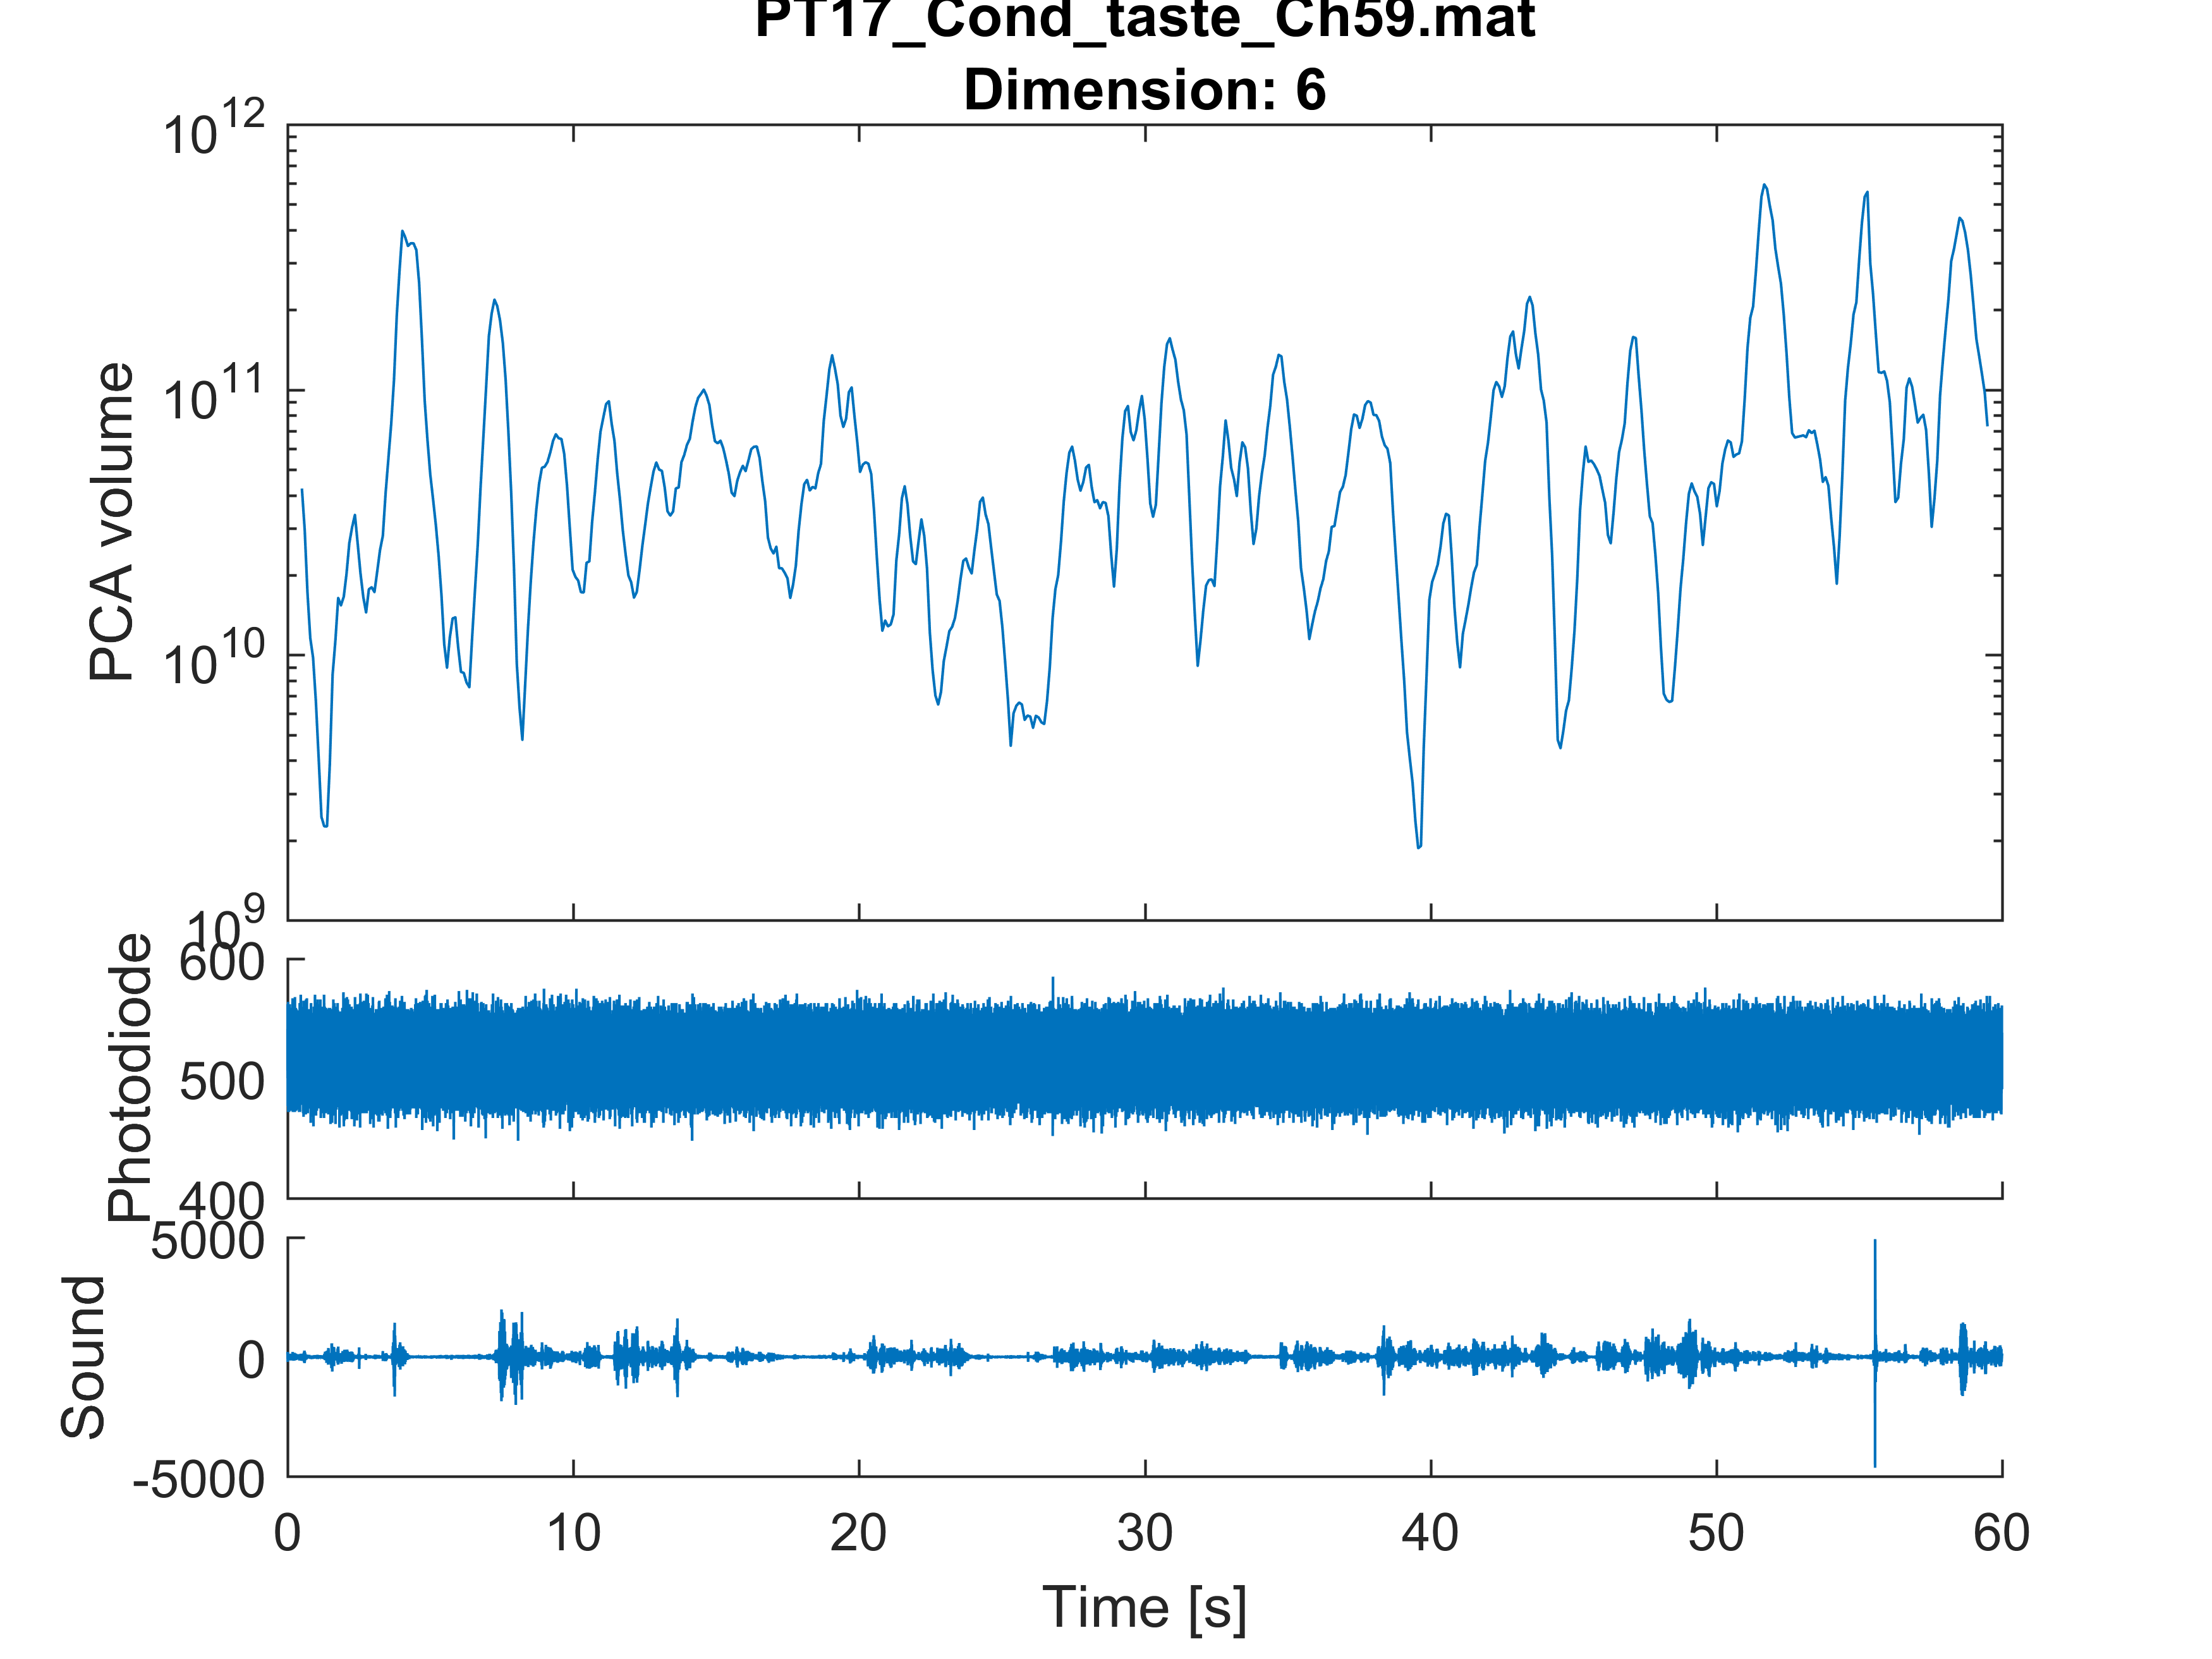 PT17_Cond_taste_Ch59.mat
Dimension: 6
10^12
10^11
10^10
10^9
PCA volume
600
500
400
Photodiode
5000
0
-5000
Sound
0 10 20 30 40 50 60
Time [s]